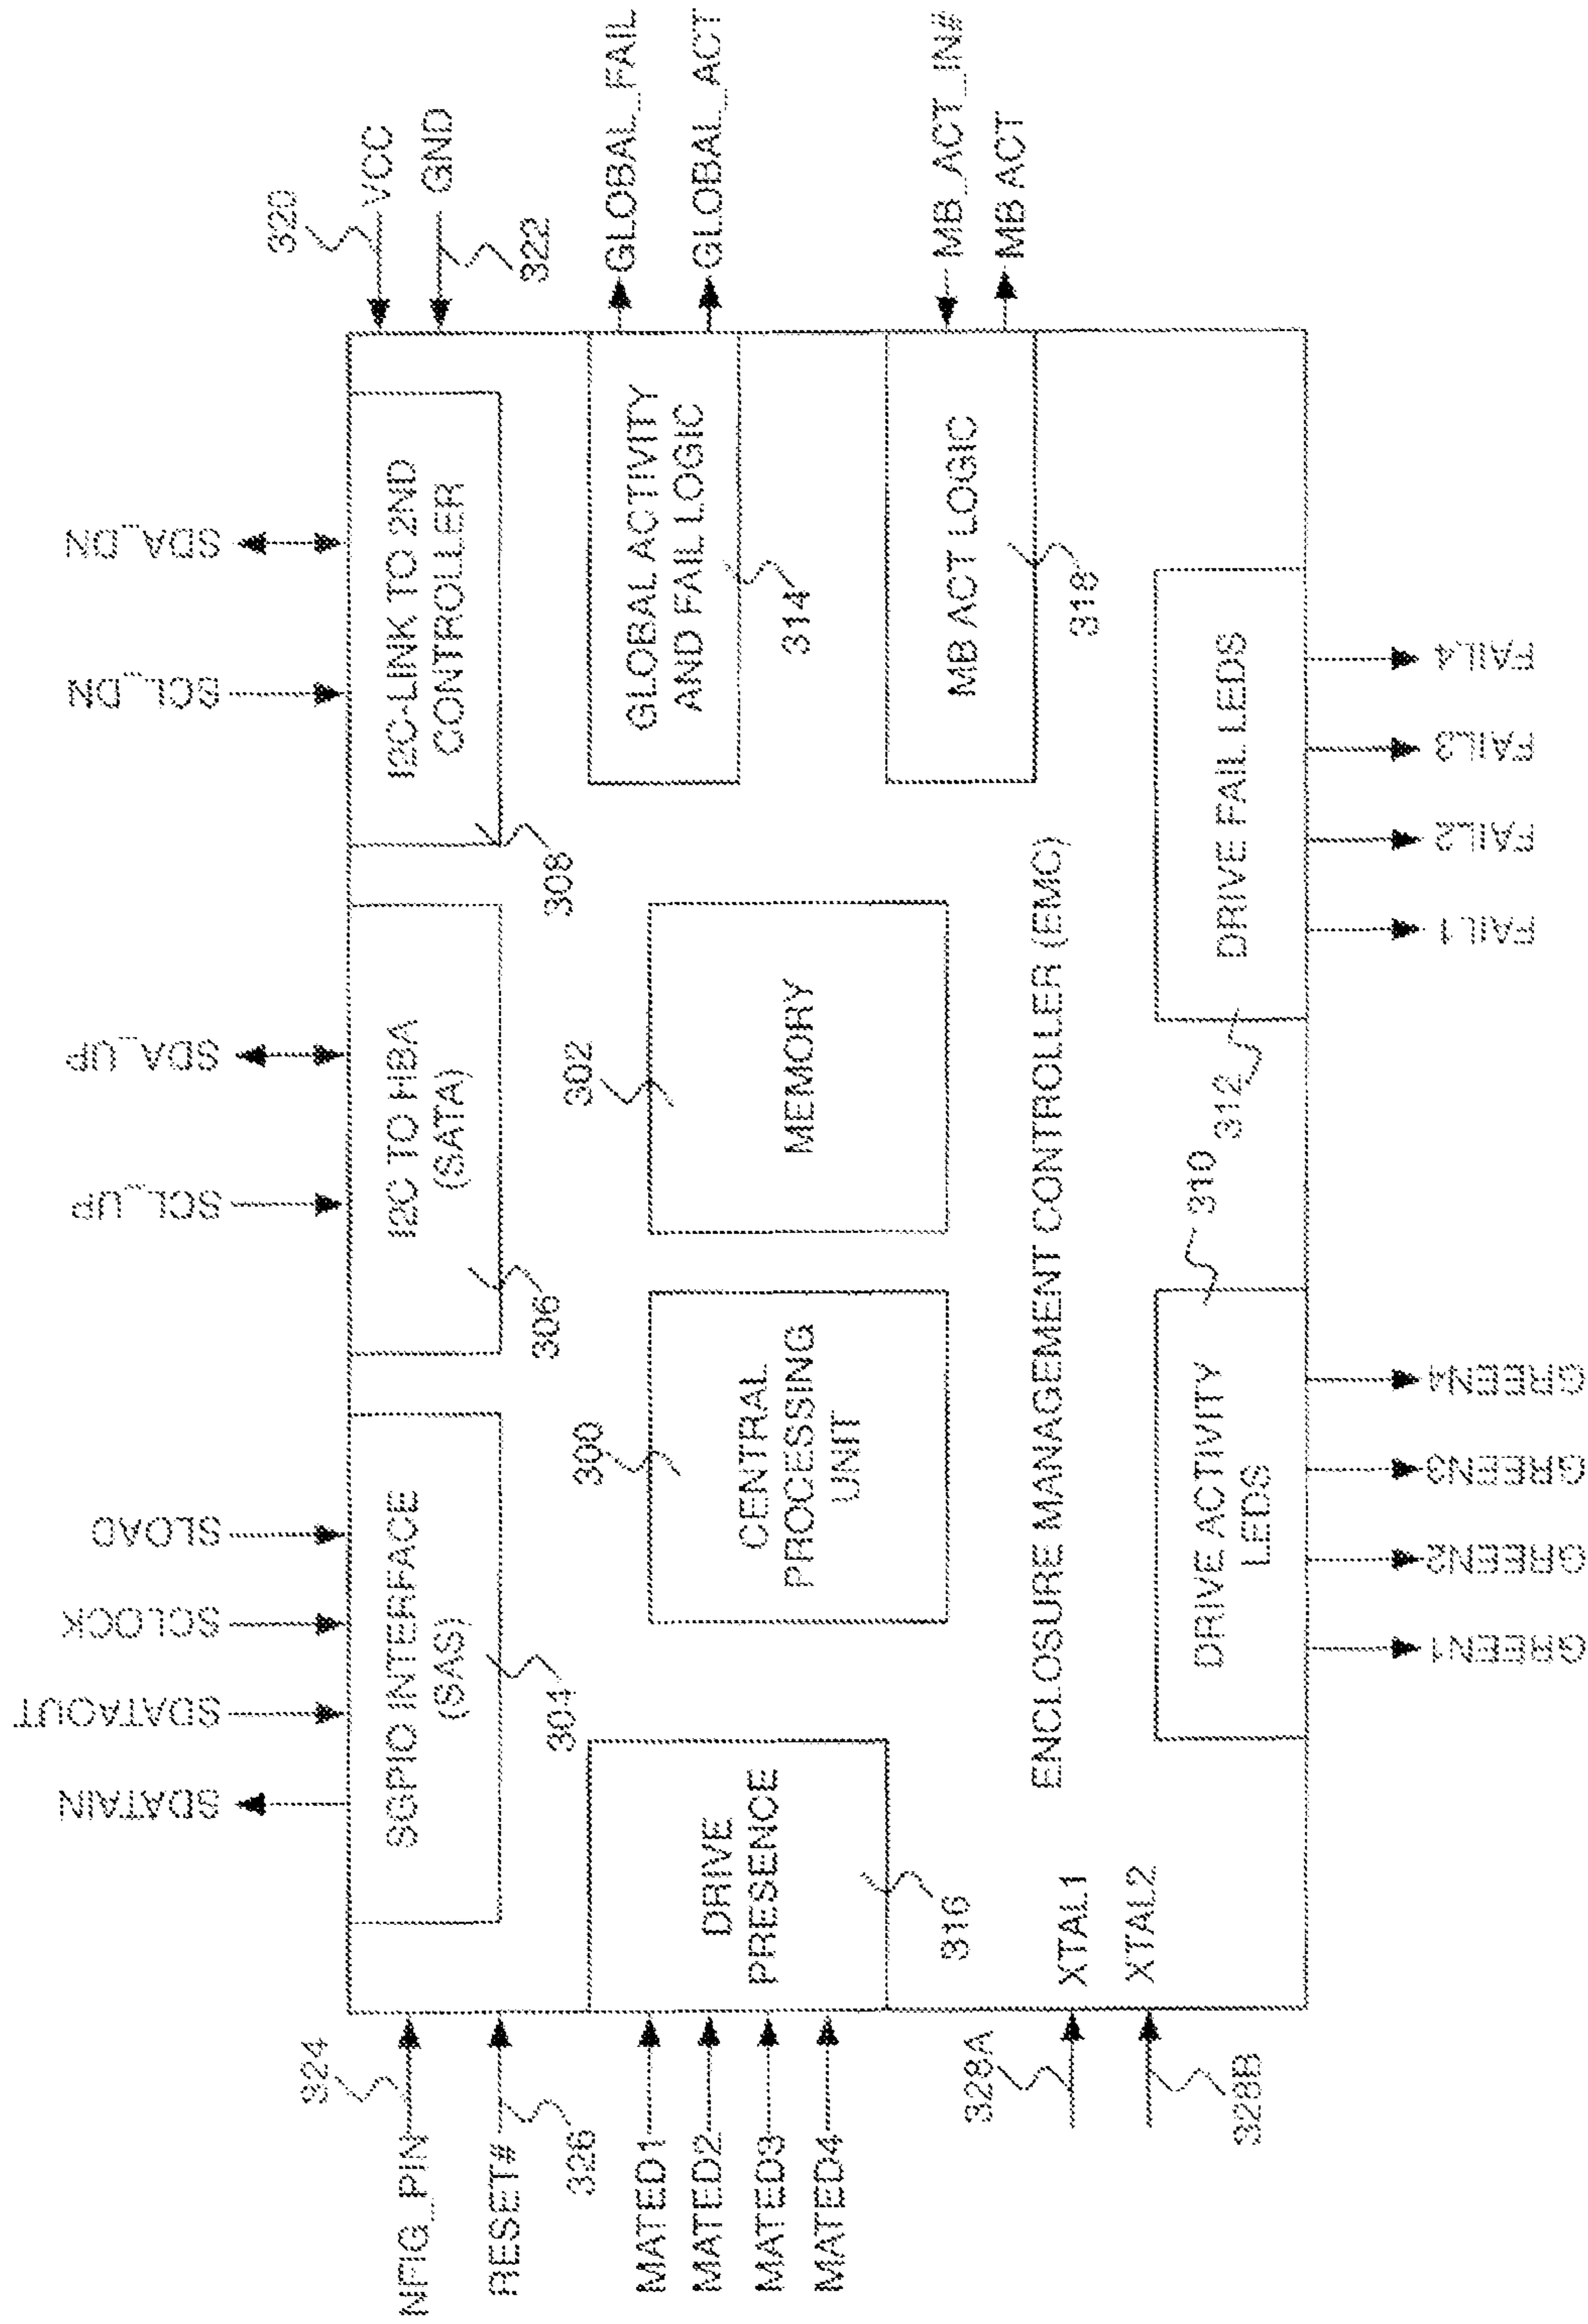 SDATAIN
SDATAOUT
SCLOCK
SLOAD
SCL_UP
SDA_UP
SCL_DN
SDA_DN
324
NFIG_PIN
RESET#
326
SGPIO INTERFACE
(SAS)
304
I2C TO HBA
(SATA)
306
I2C-LINK TO 2ND
CONTROLLER
308
320
VCC
GND
322
MATED1
MATED2
MATED3
MATED4
DRIVE
PRESENCE
316
300
CENTRAL
PROCESSING
UNIT
302
MEMORY
GLOBAL ACTIVITY
AND FAIL LOGIC
314
GLOBAL_FAIL
GLOBAL_ACT
MB ACT LOGIC
318
MB_ACT_IN#
MB ACT
ENCLOSURE MANAGEMENT CONTROLLER (EMC)
328A
XTAL1
XTAL2
328B
DRIVE ACTIVITY
LEDS
310
312
DRIVE FAIL LEDS
GREEN1
GREEN2
GREEN3
GREEN4
FAIL1
FAIL2
FAIL3
FAIL4